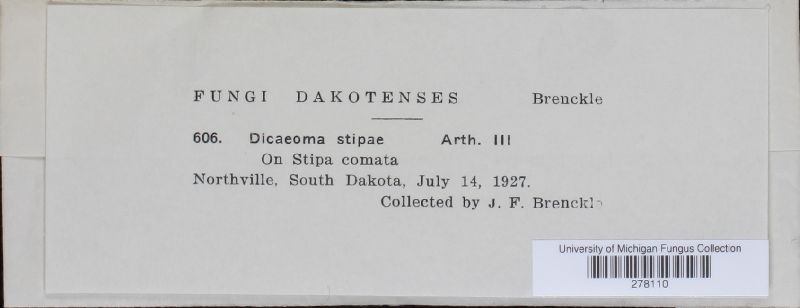 FUNGI DAKOTENSES Brenckle
606. Dicaeoma stipae Arth. III
On Stipa comata
Northville, South Dakota, July 14, 1927.
Collected by J. F. Brenckle
University of Michigan Fungus Collection
278110